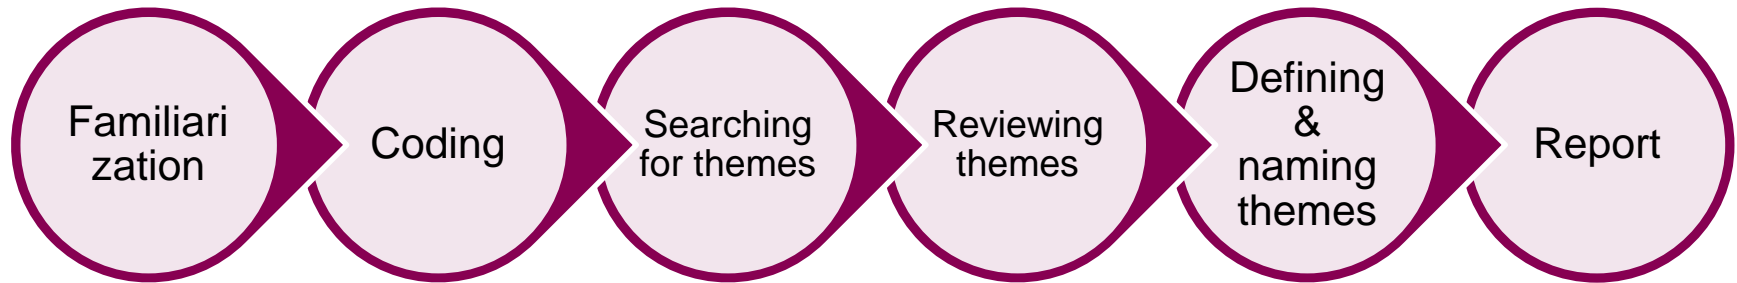 Familiari
zation
Coding
Searching
for themes
Reviewing
themes
Defining
&
naming
themes
Report